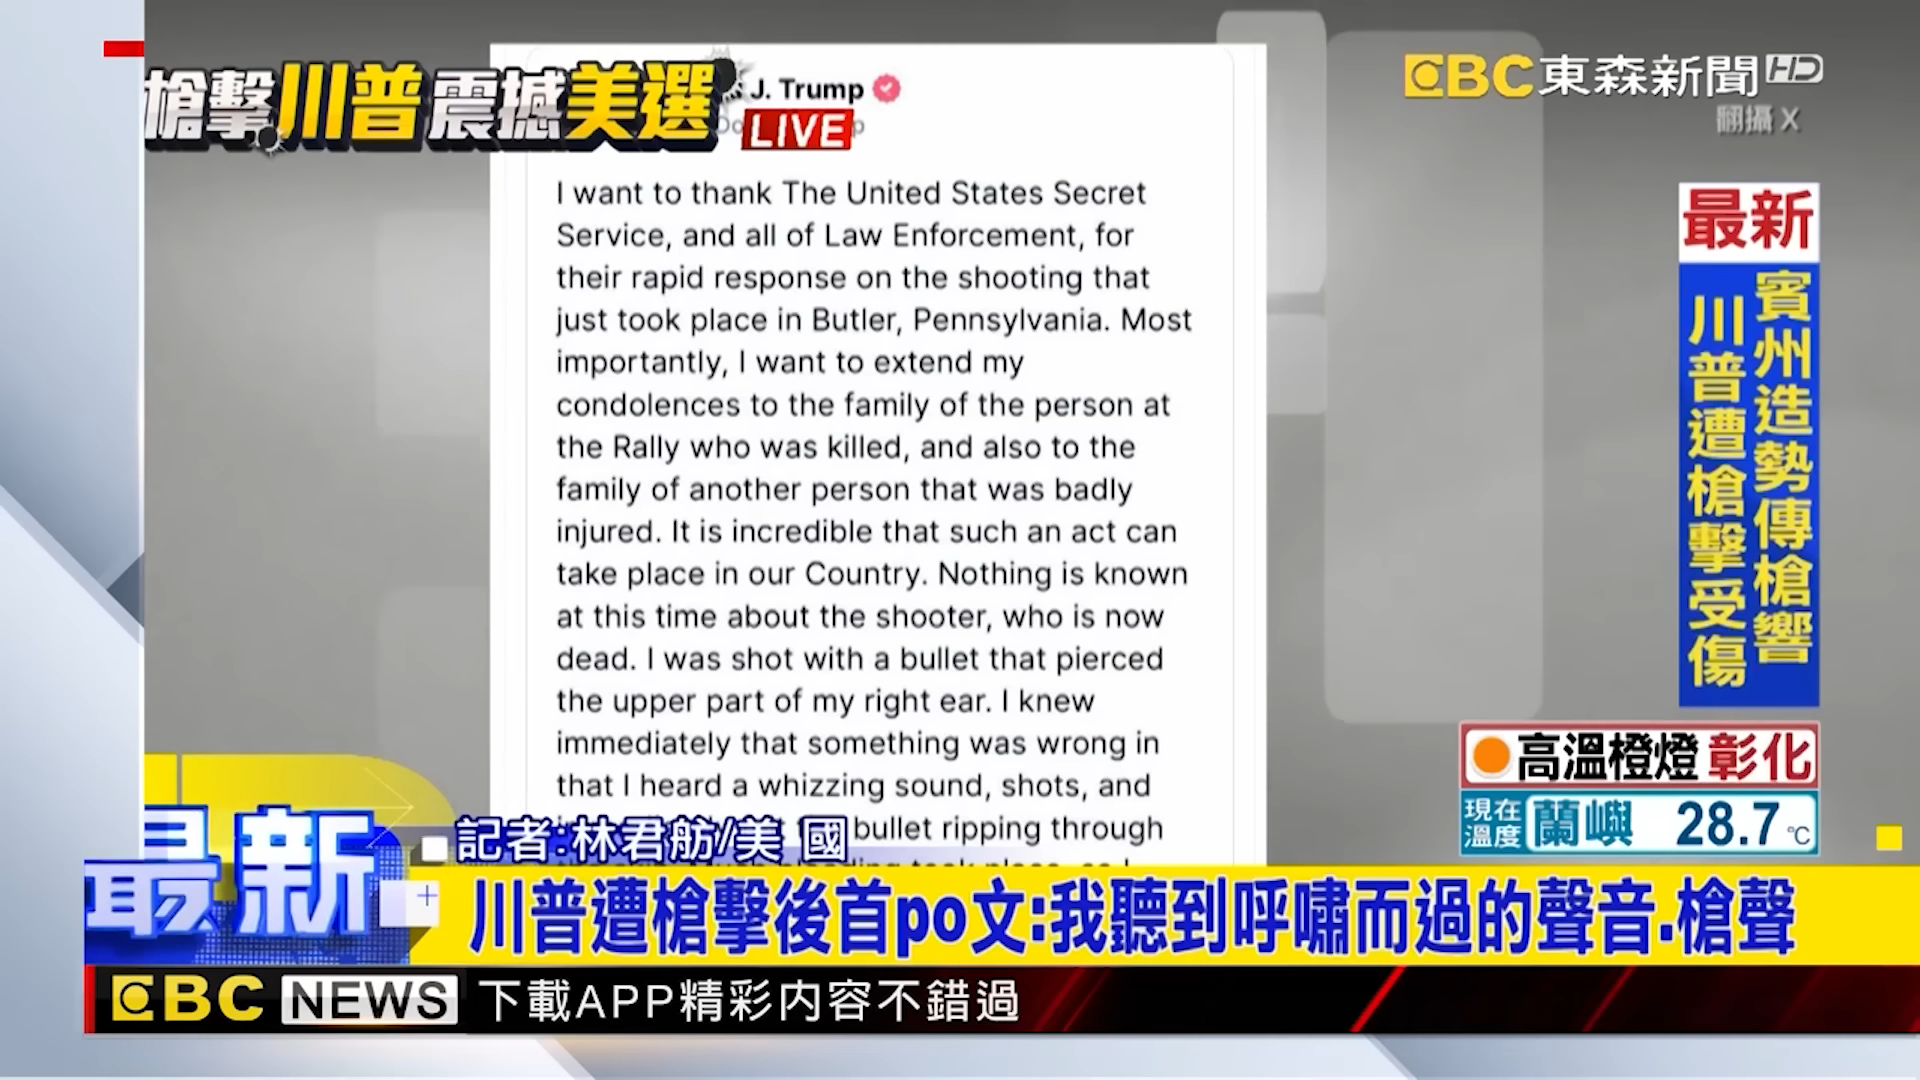 槍擊川普震撼美選
LIVE
J. Trump
EBC東森新聞HD
翻攝X
I want to thank The United States Secret
Service, and all of Law Enforcement, for
their rapid response on the shooting that
just took place in Butler, Pennsylvania. Most
importantly, I want to extend my
condolences to the family of the person at
the Rally who was killed, and also to the
family of another person that was badly
injured. It is incredible that such an act can
take place in our Country. Nothing is known
at this time about the shooter, who is now
dead. I was shot with a bullet that pierced
the upper part of my right ear. I knew
immediately that something was wrong in
that I heard a whizzing sound, shots, and
bullet ripping through
最新
賓州造勢傳槍響
川普遭槍擊受傷
高溫橙燈 彰化
現在溫度 蘭嶼 28.7℃
最新
記者:林君舫/美 國
川普遭槍擊後首po文:我聽到呼嘯而過的聲音.槍聲
EBC NEWS 下載APP精彩內容不錯過